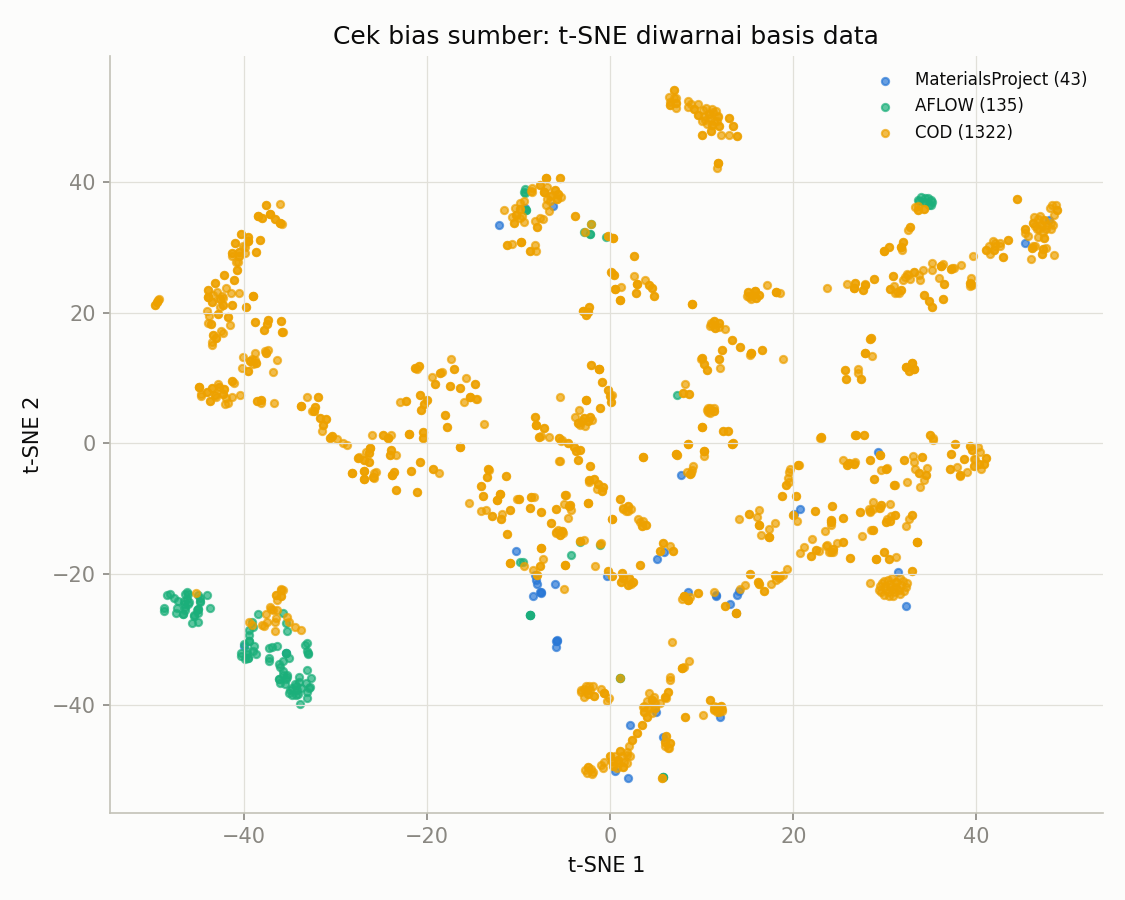 Cek bias sumber: t-SNE diwarnai basis data
MaterialsProject (43)
AFLOW (135)
COD (1322)
40
20
0
−20
−40
t-SNE 2
−40
−20
0
20
40
t-SNE 1